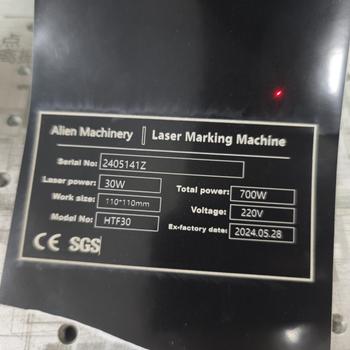 Alien Machinery | Laser Marking Machine
Serial No: 2405141Z
Laser power: 30W
Total power: 700W
Work size: 110*110mm
Voltage: 220V
Model No: HTF30
Ex-factory date: 2024.05.28
CE SGS